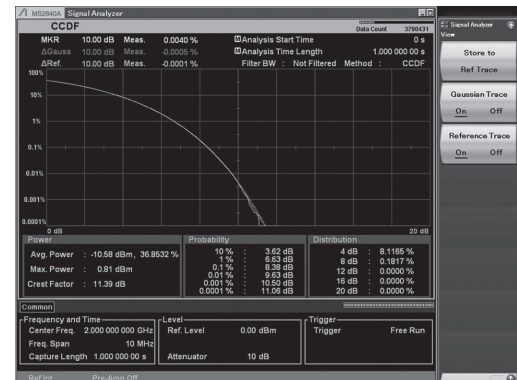 MS2840A Signal Analyzer
CCDF
Data Count 3790431
MKR 10.00 dB Meas. 0.0040 % Analysis Start Time 0 s
ΔGauss 10.00 dB Meas. -0.0005 % Analysis Time Length 1.000 000 00 s
ΔRef. 10.00 dB Meas. -0.0001 % Filter BW : Not Filtered Method : CCDF
100%
10%
1%
0.1%
0.01%
0.001%
0.0001%
0 dB 20 dB
Power
Avg. Power : -10.58 dBm, 36.8532 %
Max. Power : 0.81 dBm
Crest Factor : 11.39 dB
Probability
10 % : 3.62 dB
1 % : 6.63 dB
0.1 % : 8.38 dB
0.01 % : 9.63 dB
0.001 % : 10.50 dB
0.0001 % : 11.06 dB
Distribution
4 dB : 8.1165 %
8 dB : 0.1817 %
12 dB : 0.0000 %
16 dB : 0.0000 %
20 dB : 0.0000 %
Common
Frequency and Time
Center Freq. 2.000 000 000 GHz
Freq. Span 10 MHz
Capture Length 1.000 000 00 s
Level
Ref. Level 0.00 dBm
Attenuator 10 dB
Trigger
Trigger Free Run
Ref.Int Pre-Amp Off
Signal Analyzer
View
Store to
Ref Trace
Gaussian Trace
On Off
Reference Trace
On Off